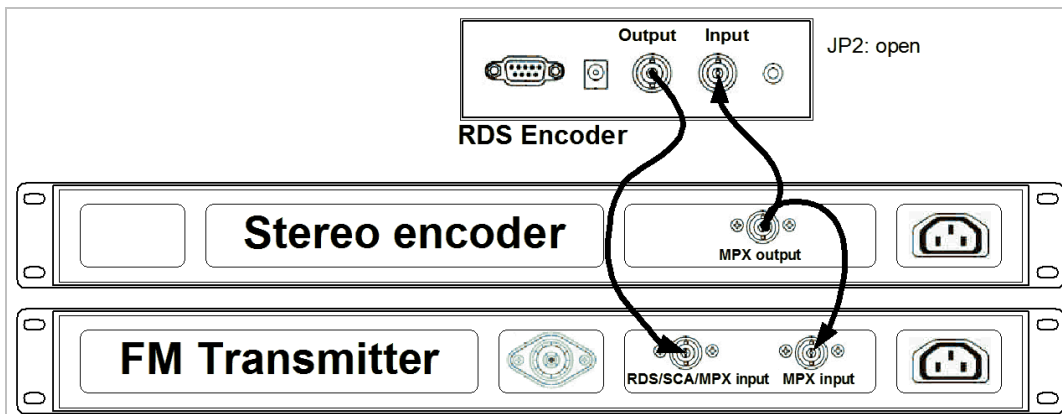 Output Input
JP2: open
RDS Encoder
Stereo encoder
MPX output
FM Transmitter
RDS/SCA/MPX input MPX input